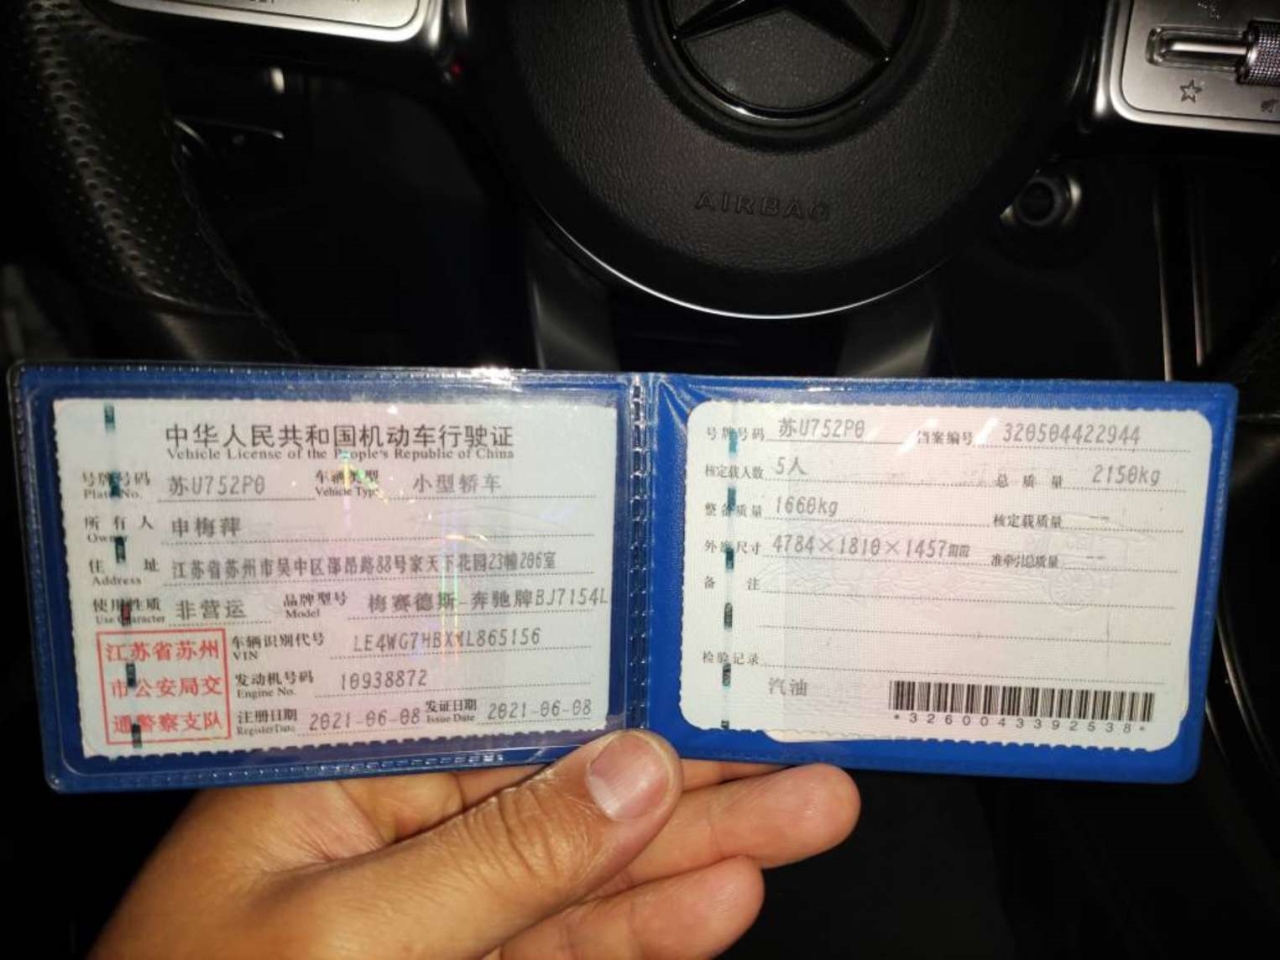 AIRBAG
中华人民共和国机动车行驶证
Vehicle License of the People's Republic of China
号牌号码 苏U752P0 车辆类型 小型轿车
Plate No. Vehicle Type
所有人 申梅萍
Owner
住址 江苏省苏州市吴中区邵昂路88号家天下花园23幢206室
Address
使用性质 非营运 品牌型号 梅赛德斯-奔驰牌BJ7154L
Use Character Model
江苏省苏州
市公安局交
通警察支队
车辆识别代号
VIN
发动机号码 10938872
Engine No.
注册日期 2021-06-08 发证日期 2021-06-08
Register Date Issue Date
号牌号码 苏U752P0 档案编号 320504422944
核定载人数 5人 总质量 2150kg
整备质量 1660kg 核定载质量 --
外廓尺寸 4784×1810×1457毫米 准牵引总质量 --
备注
检验记录
汽油
*3260043392538*